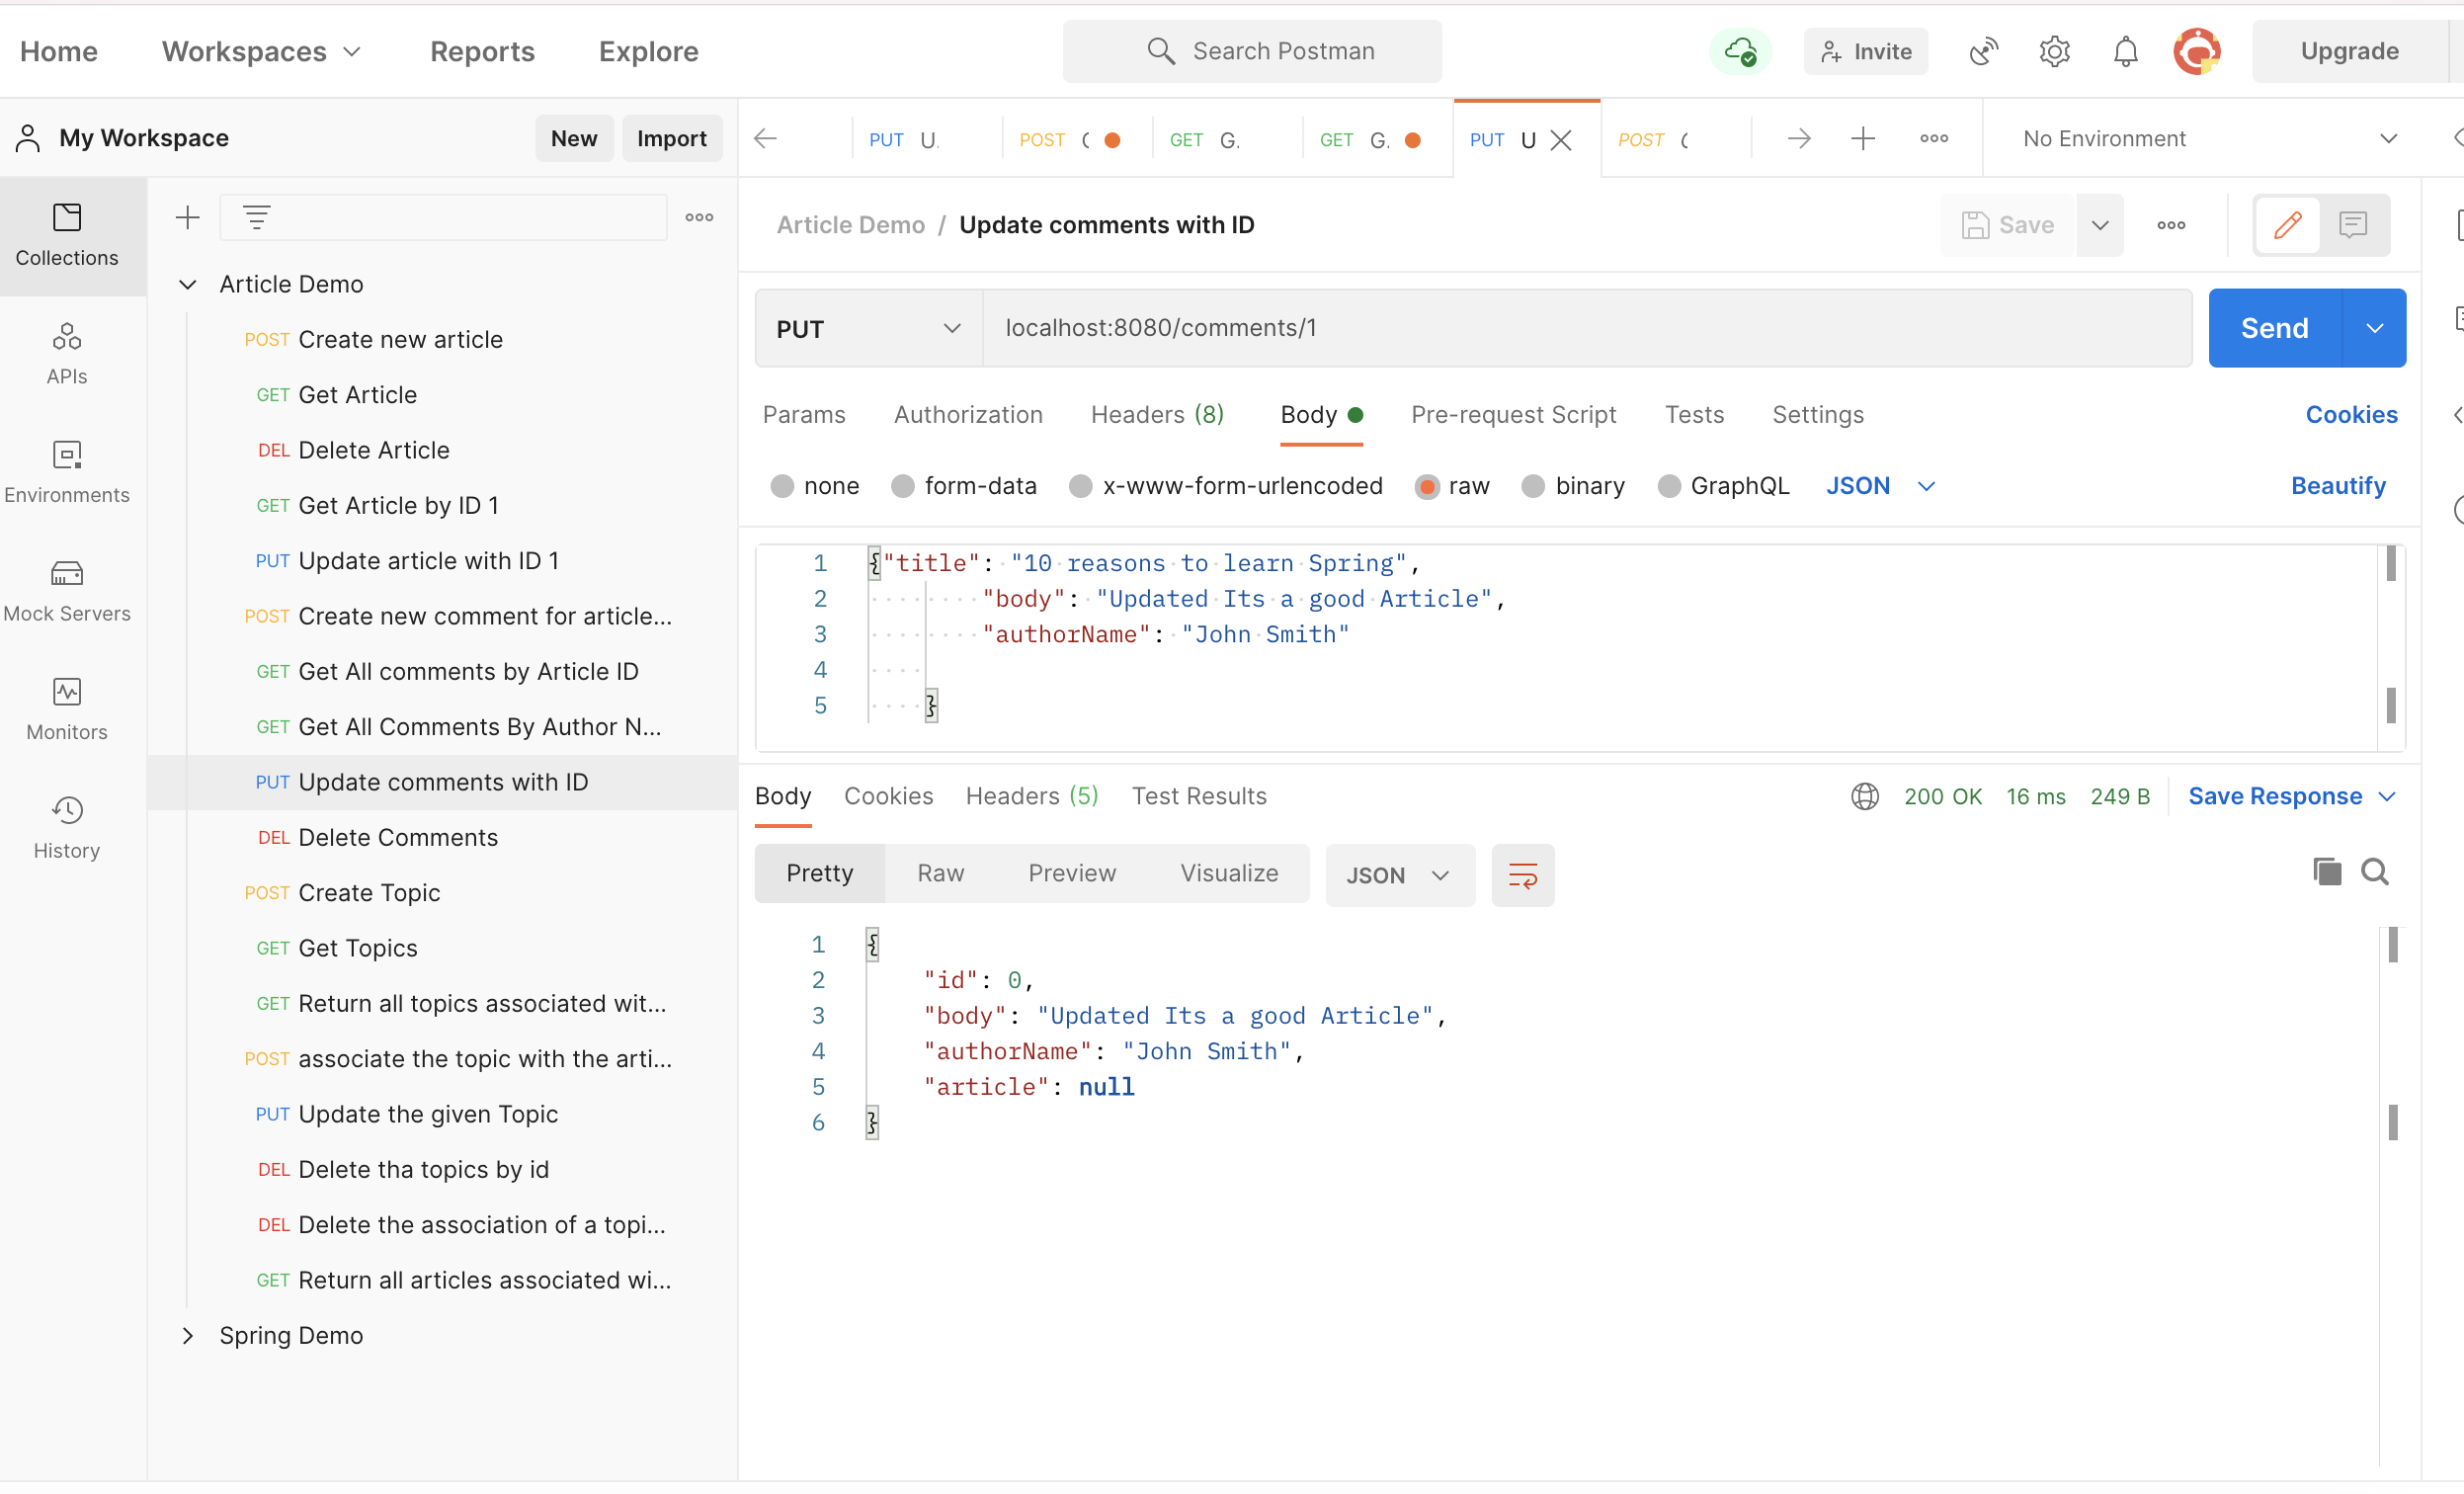 Home Workspaces Reports Explore Search Postman Invite Upgrade
My Workspace New Import
PUT U. POST GET G. GET G. PUT U POST No Environment
Collections
APIs
Environments
Mock Servers
Monitors
History
Article Demo
POST Create new article
GET Get Article
DEL Delete Article
GET Get Article by ID 1
PUT Update article with ID 1
POST Create new comment for article...
GET Get All comments by Article ID
GET Get All Comments By Author N...
PUT Update comments with ID
DEL Delete Comments
POST Create Topic
GET Get Topics
GET Return all topics associated wit...
POST associate the topic with the arti...
PUT Update the given Topic
DEL Delete tha topics by id
DEL Delete the association of a topi...
GET Return all articles associated wi...
Spring Demo
Article Demo / Update comments with ID Save
PUT localhost:8080/comments/1 Send
Params Authorization Headers (8) Body Pre-request Script Tests Settings Cookies
none form-data x-www-form-urlencoded raw binary GraphQL JSON Beautify
1 {"title": "10 reasons to learn Spring",
2 "body": "Updated Its a good Article",
3 "authorName": "John Smith"
4
5 }
Body Cookies Headers (5) Test Results 200 OK 16 ms 249 B Save Response
Pretty Raw Preview Visualize JSON
1 {
2 "id": 0,
3 "body": "Updated Its a good Article",
4 "authorName": "John Smith",
5 "article": null
6 }